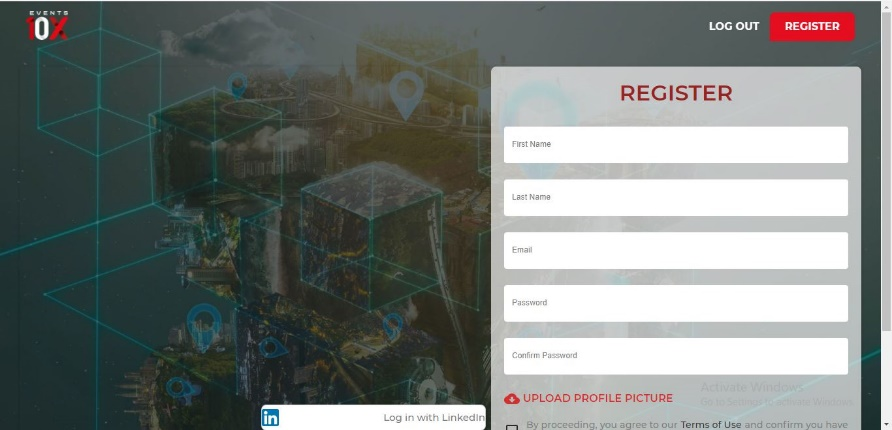 EVENTS
10X
LOG OUT
REGISTER
REGISTER
First Name
Last Name
Email
Password
Confirm Password
UPLOAD PROFILE PICTURE
Activate Windows
Go to Settings to activate Windows.
By proceeding, you agree to our Terms of Use and confirm you have
Log in with LinkedIn
in